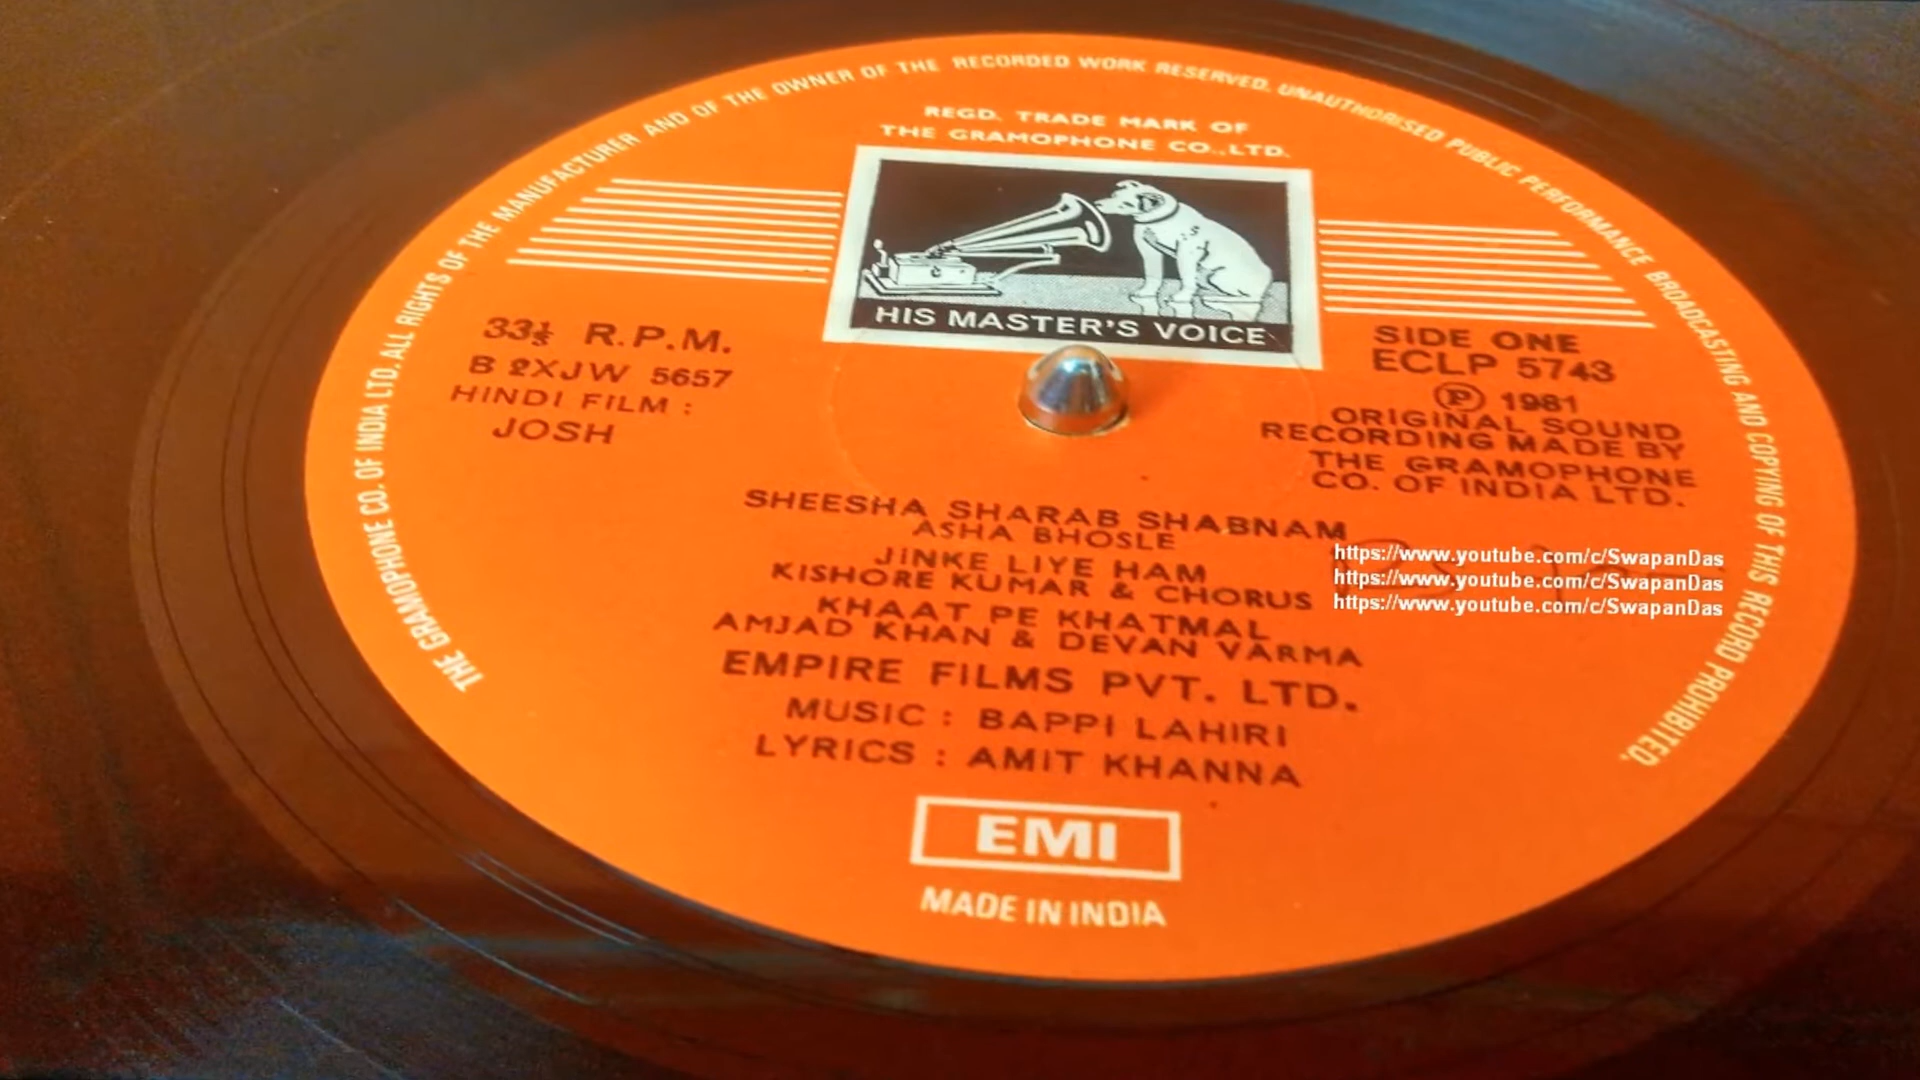 THE GRAMOPHONE CO. OF INDIA LTD. ALL RIGHTS OF THE MANUFACTURER AND OF THE OWNER OF THE RECORDED WORK RESERVED. UNAUTHORISED PUBLIC PERFORMANCE BROADCASTING AND COPYING OF THIS RECORD PROHIBITED.
REGD. TRADE MARK OF
THE GRAMOPHONE CO., LTD.
HIS MASTER'S VOICE
33⅓ R.P.M.
B 2XJW 5657
HINDI FILM :
JOSH
SIDE ONE
ECLP 5743
Ⓟ 1981
ORIGINAL SOUND
RECORDING MADE BY
THE GRAMOPHONE
CO. OF INDIA LTD.
SHEESHA SHARAB SHABNAM
ASHA BHOSLE
JINKE LIYE HAM
KISHORE KUMAR & CHORUS
KHAAT PE KHATMAL
AMJAD KHAN & DEVAN VARMA
EMPIRE FILMS PVT. LTD.
MUSIC : BAPPI LAHIRI
LYRICS : AMIT KHANNA
https://www.youtube.com/c/SwapanDas
https://www.youtube.com/c/SwapanDas
https://www.youtube.com/c/SwapanDas
EMI
MADE IN INDIA